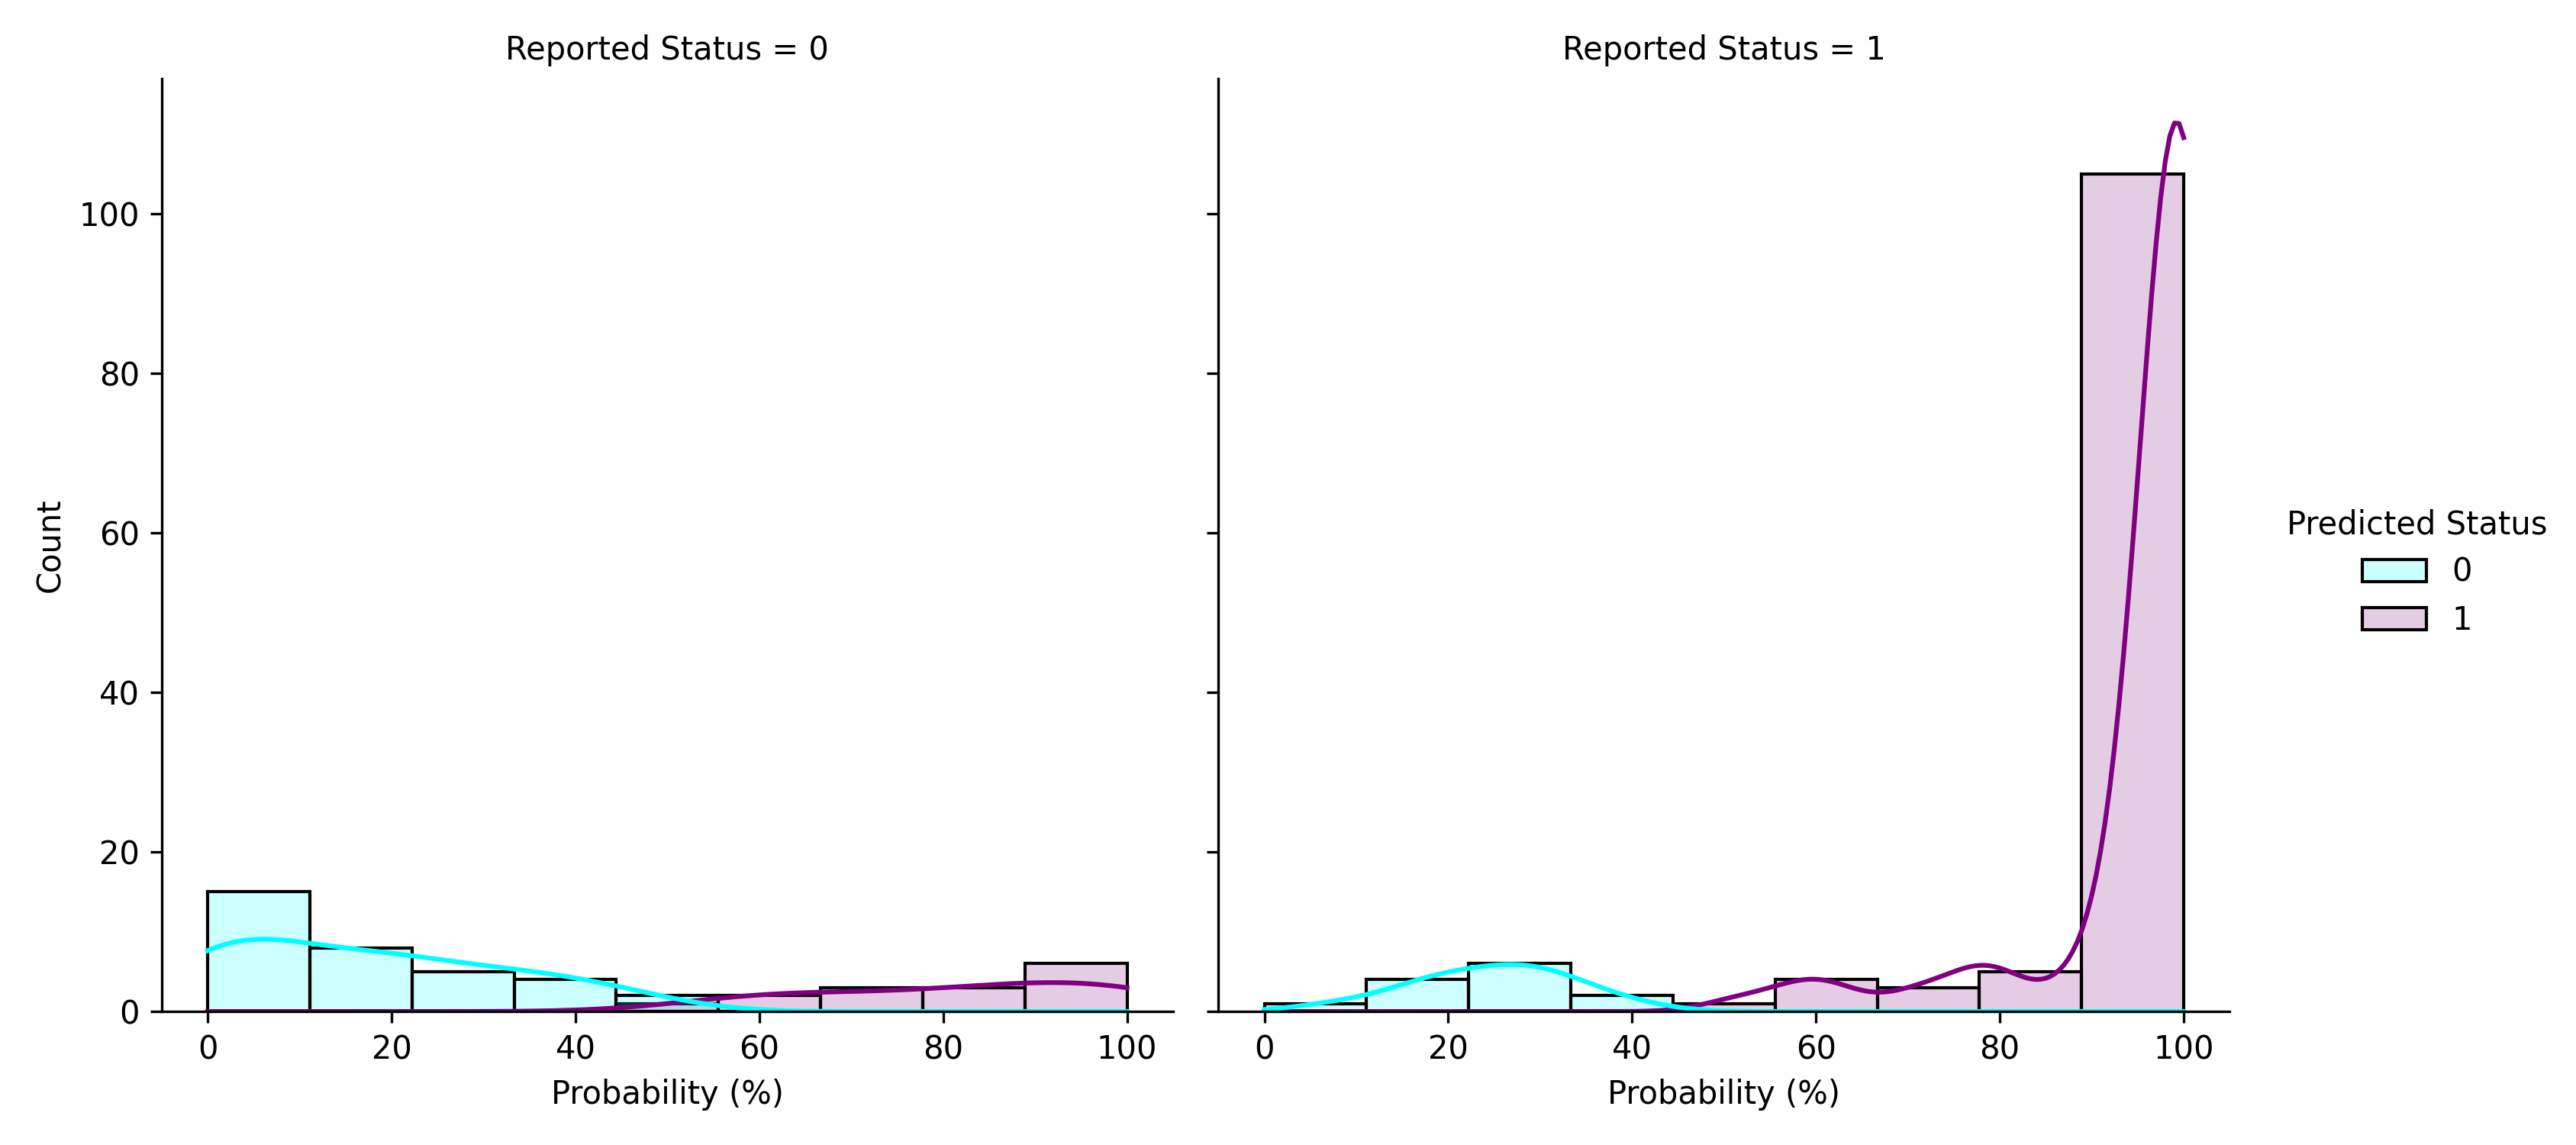 Reported Status = 0
Reported Status = 1
Count
100
80
60
40
20
0
0 20 40 60 80 100
0 20 40 60 80 100
Probability (%)
Probability (%)
Predicted Status
0
1